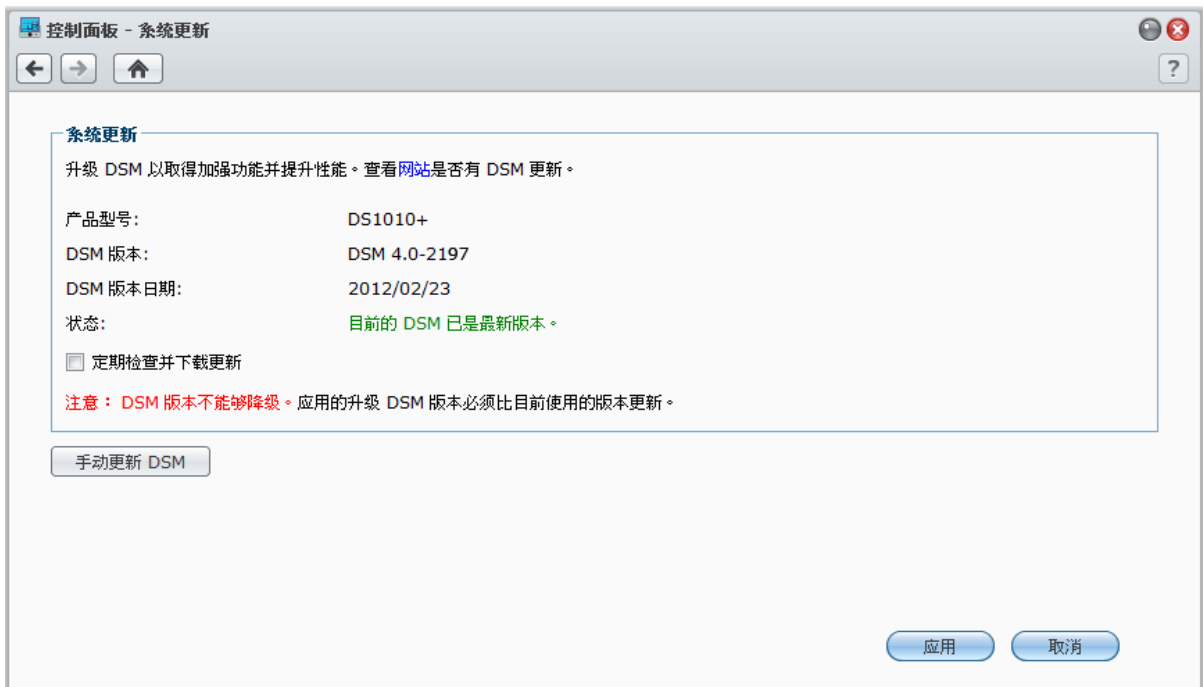 控制面板 - 系统更新
?
系统更新
升级 DSM 以取得加强功能并提升性能。查看网站是否有 DSM 更新。
产品型号: DS1010+
DSM 版本: DSM 4.0-2197
DSM 版本日期: 2012/02/23
状态: 目前的 DSM 已是最新版本。
定期检查并下载更新
注意： DSM 版本不能够降级。应用的升级 DSM 版本必须比目前使用的版本更新。
手动更新 DSM
应用 取消